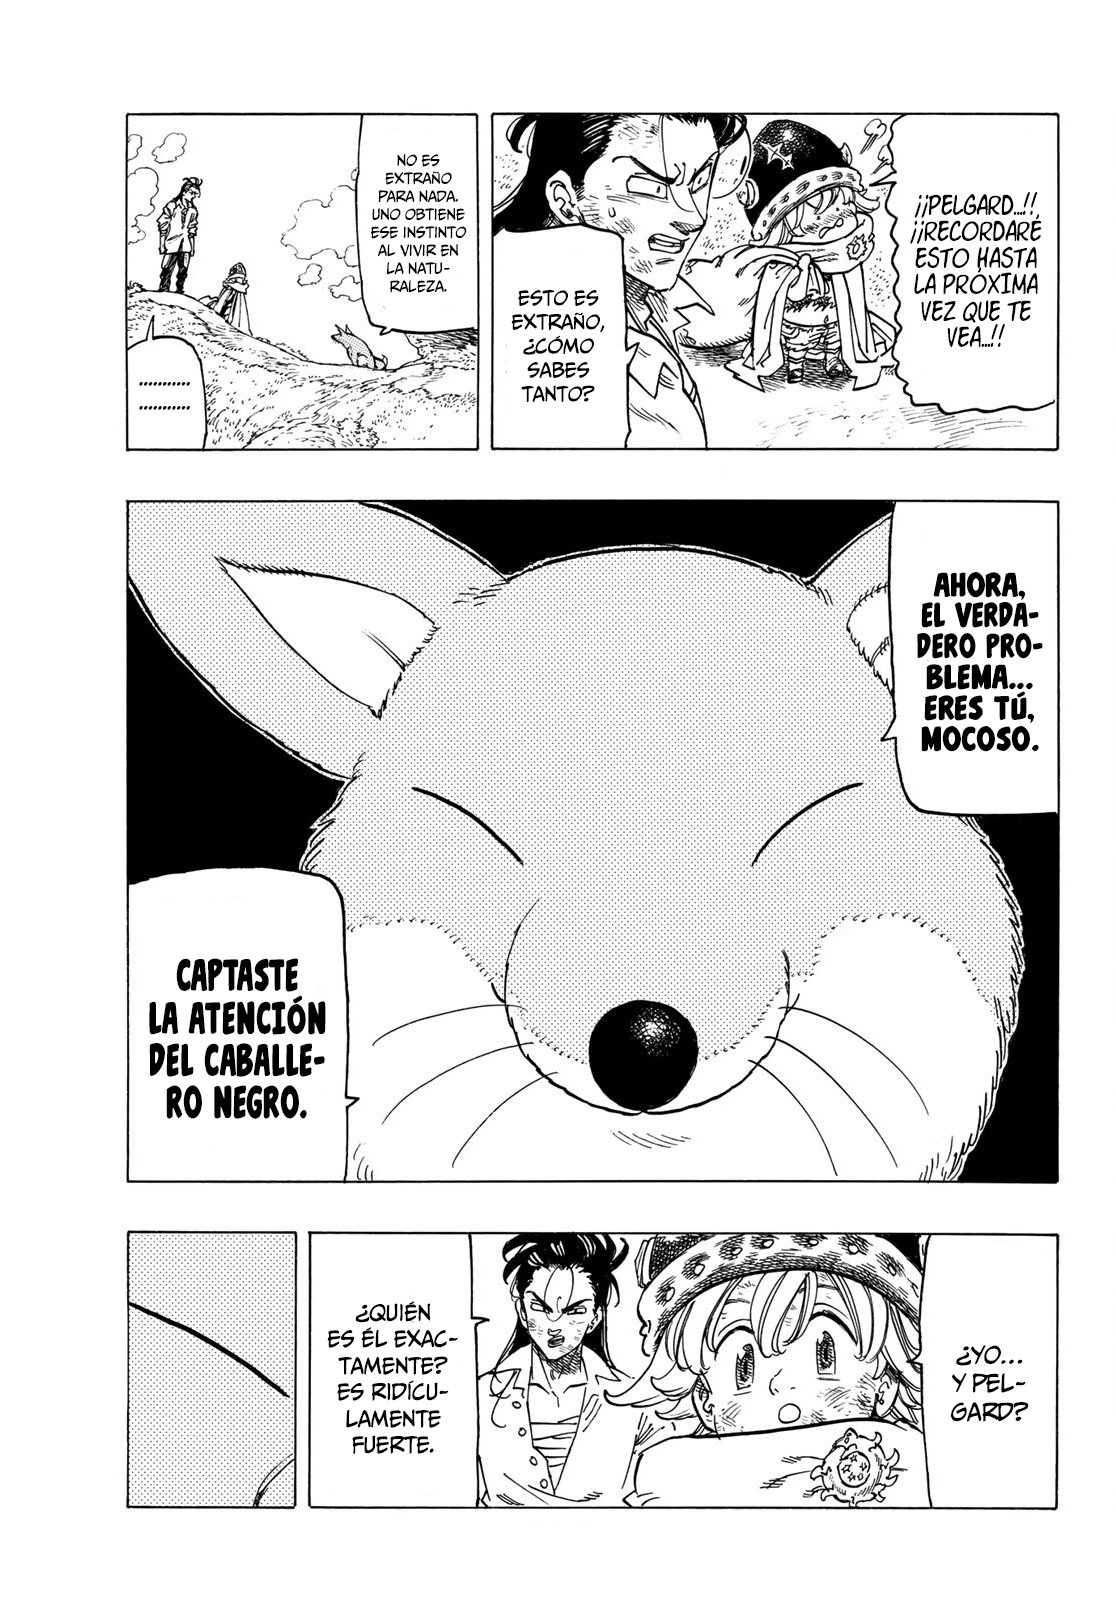 ¡¡PELGARD...!!,
¡¡RECORDARÉ
ESTO HASTA
LA PRÓXIMA
VEZ QUE TE
VEA...!!
ESTO ES
EXTRAÑO,
¿CÓMO
SABES
TANTO?
NO ES
EXTRAÑO
PARA NADA.
UNO OBTIENE
ESE INSTINTO
AL VIVIR EN
LA NATU-
RALEZA.
............
............
AHORA,
EL VERDA-
DERO PRO-
BLEMA...
ERES TÚ,
MOCOSO.
CAPTASTE
LA ATENCIÓN
DEL CABALLE-
RO NEGRO.
¿YO...
Y PEL-
GARD?
¿QUIÉN
ES ÉL EXAC-
TAMENTE?
ES RIDÍCU-
LAMENTE
FUERTE.